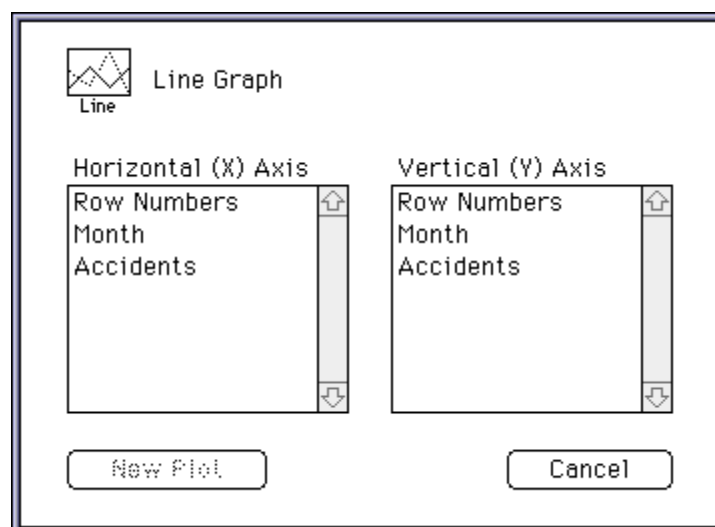 Line Graph
Line
Horizontal (X) Axis
Row Numbers
Month
Accidents
Vertical (Y) Axis
Row Numbers
Month
Accidents
New Plot
Cancel